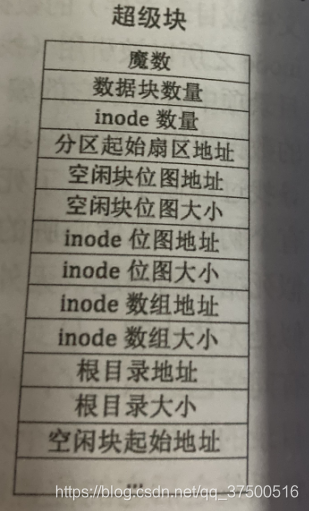 超级块
魔数
数据块数量
inode 数量
分区起始扇区地址
空闲块位图地址
空闲块位图大小
inode 位图地址
inode 位图大小
inode 数组地址
inode 数组大小
根目录地址
根目录大小
空闲块起始地址
...
https://blog.csdn.net/qq_37500516